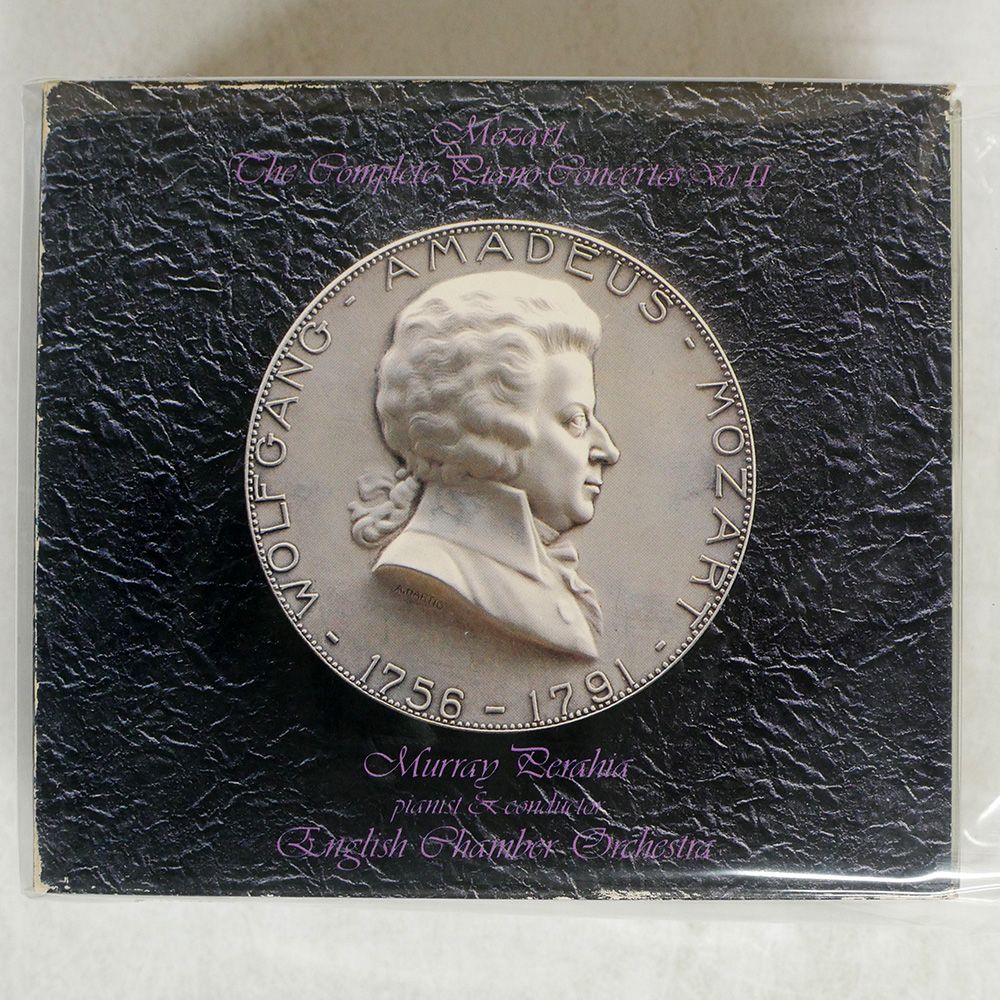 Mozart
The Complete Piano Concertos Vol II
WOLFGANG - AMADEUS - MOZART -
1756 - 1791
Murray Perahia
pianist & conductor
English Chamber Orchestra